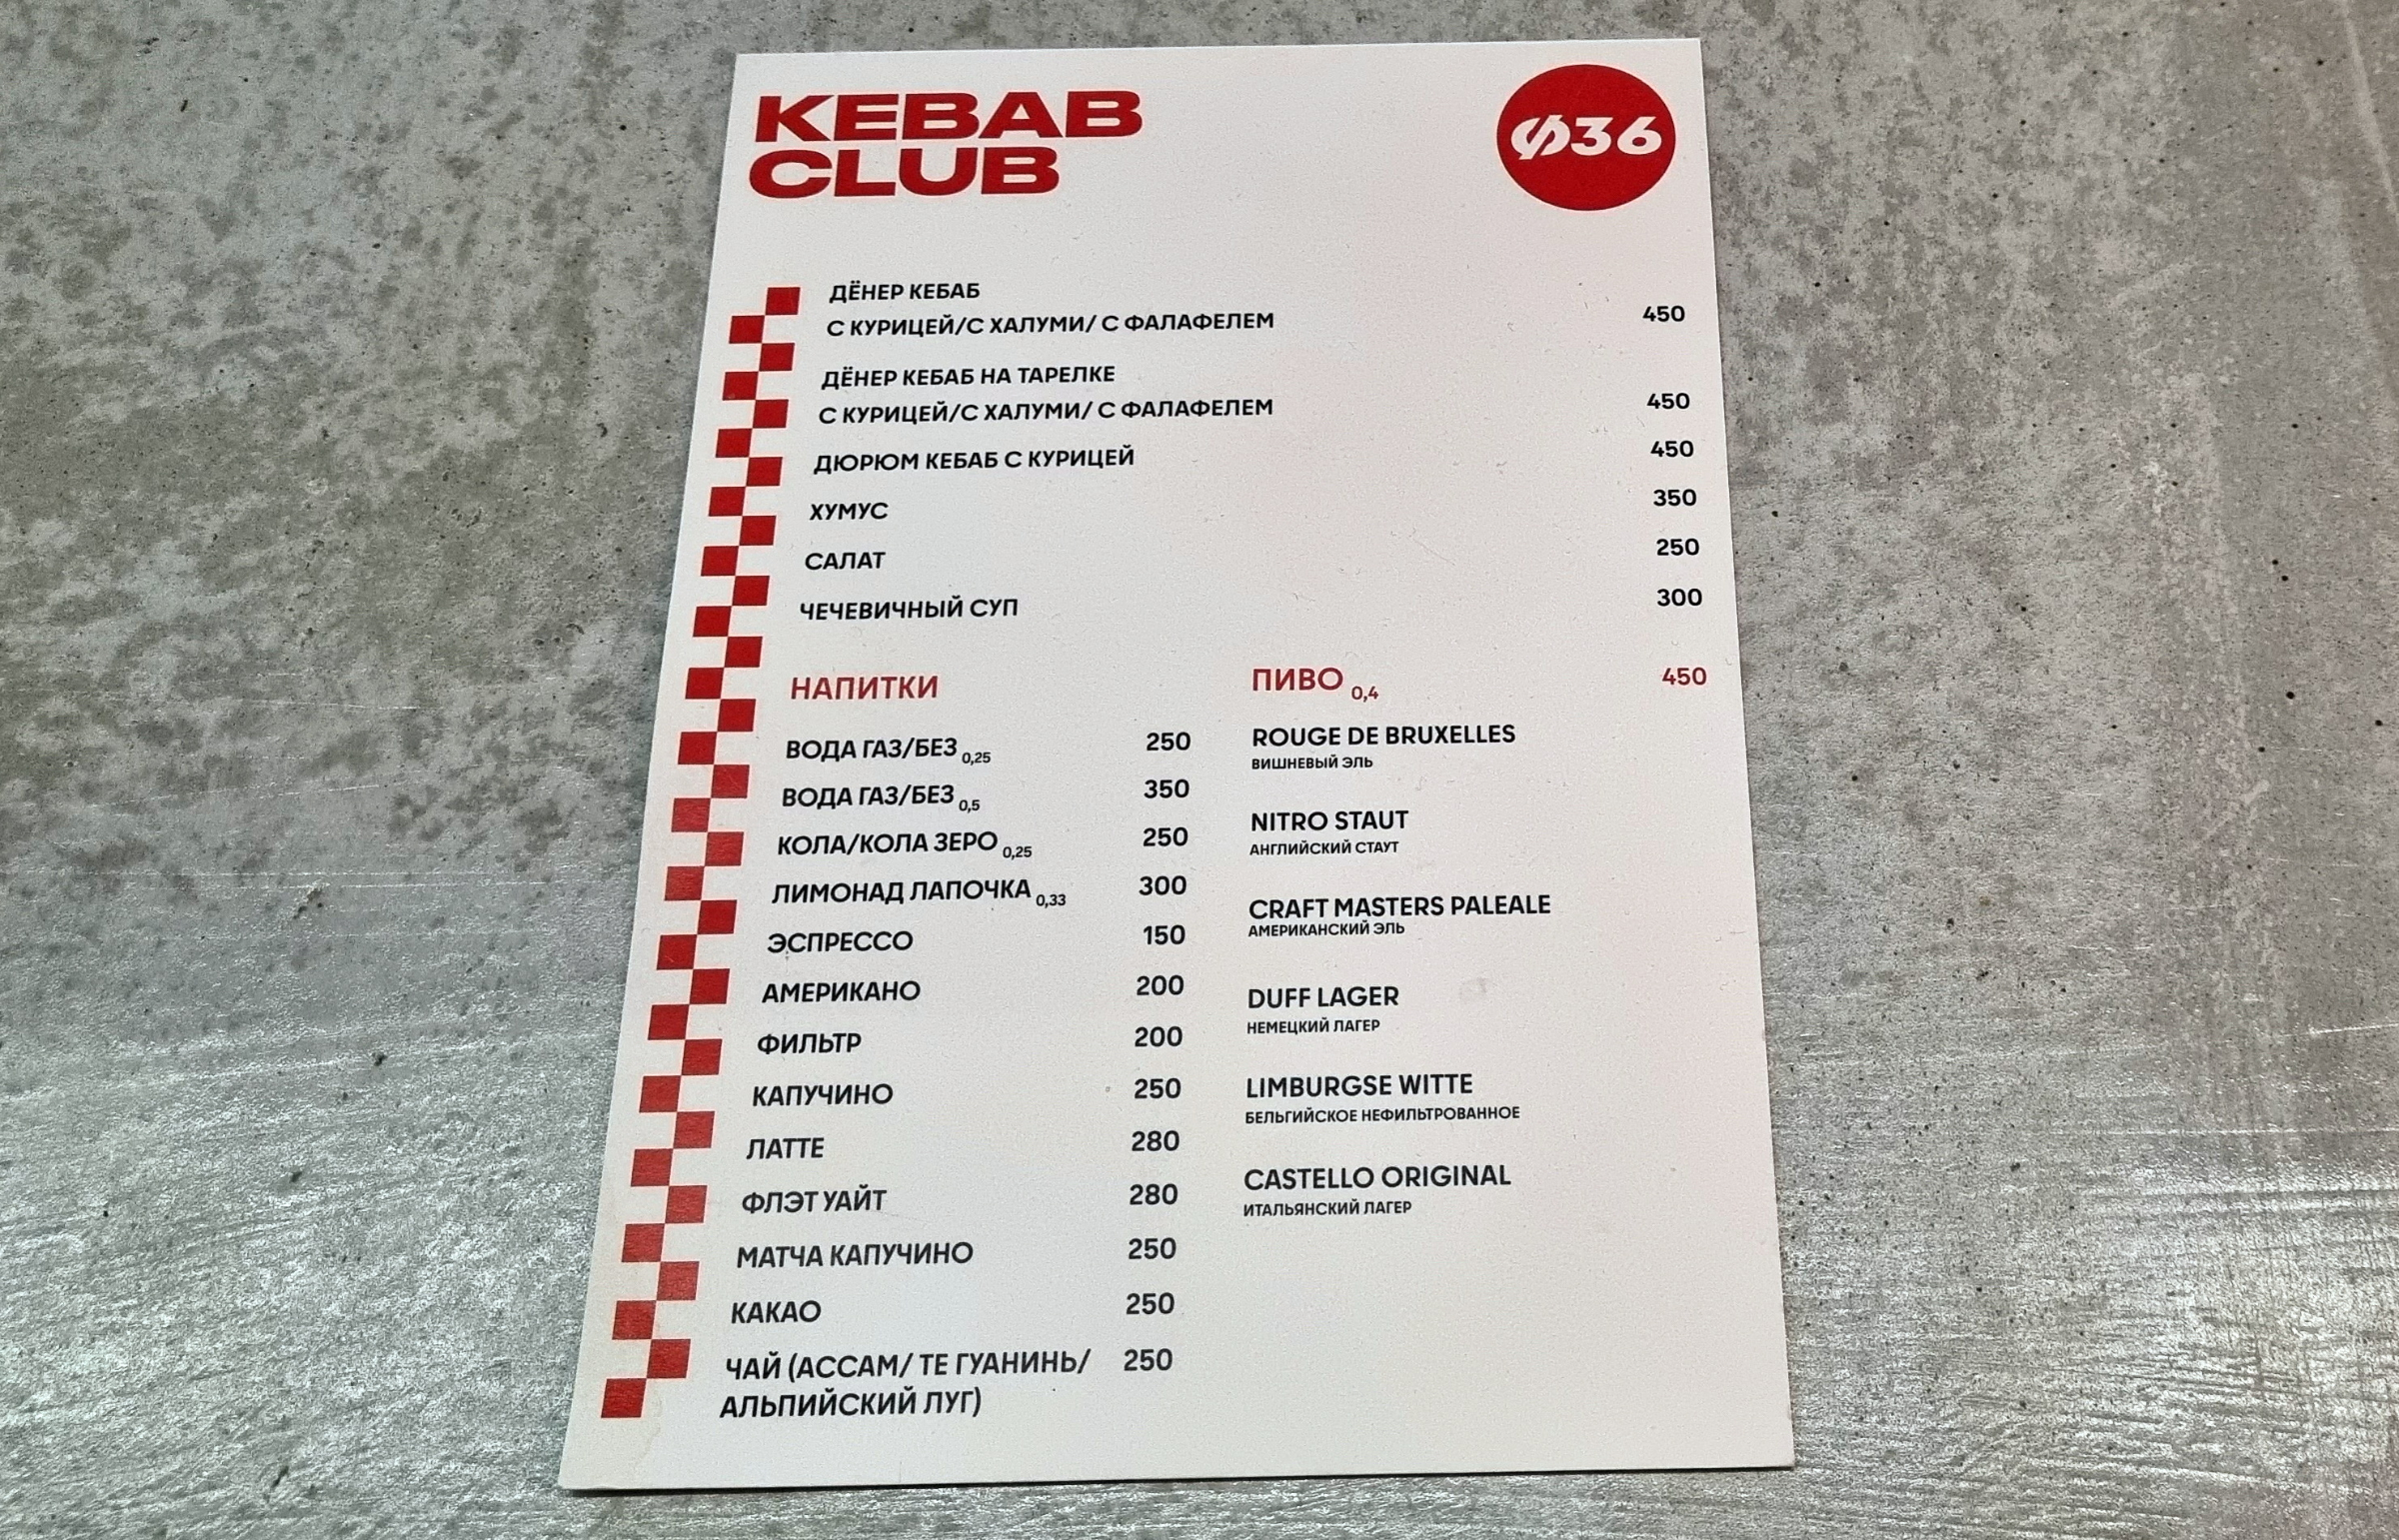 KEBAB
CLUB
Ф36
ДЁНЕР КЕБАБ
С КУРИЦЕЙ/С ХАЛУМИ/ С ФАЛАФЕЛЕМ 450
ДЁНЕР КЕБАБ НА ТАРЕЛКЕ
С КУРИЦЕЙ/С ХАЛУМИ/ С ФАЛАФЕЛЕМ 450
ДЮРЮМ КЕБАБ С КУРИЦЕЙ 450
ХУМУС 350
САЛАТ 250
ЧЕЧЕВИЧНЫЙ СУП 300
НАПИТКИ
ВОДА ГАЗ/БЕЗ 0,25 250
ВОДА ГАЗ/БЕЗ 0,5 350
КОЛА/КОЛА ЗЕРО 0,25 250
ЛИМОНАД ЛАПОЧКА 0,33 300
ЭСПРЕССО 150
АМЕРИКАНО 200
ФИЛЬТР 200
КАПУЧИНО 250
ЛАТТЕ 280
ФЛЭТ УАЙТ 280
МАТЧА КАПУЧИНО 250
КАКАО 250
ЧАЙ (АССАМ/ ТЕ ГУАНИНЬ/ 250
АЛЬПИЙСКИЙ ЛУГ)
ПИВО 0,4 450
ROUGE DE BRUXELLES
ВИШНЕВЫЙ ЭЛЬ
NITRO STAUT
АНГЛИЙСКИЙ СТАУТ
CRAFT MASTERS PALEALE
АМЕРИКАНСКИЙ ЭЛЬ
DUFF LAGER
НЕМЕЦКИЙ ЛАГЕР
LIMBURGSE WITTE
БЕЛЬГИЙСКОЕ НЕФИЛЬТРОВАННОЕ
CASTELLO ORIGINAL
ИТАЛЬЯНСКИЙ ЛАГЕР